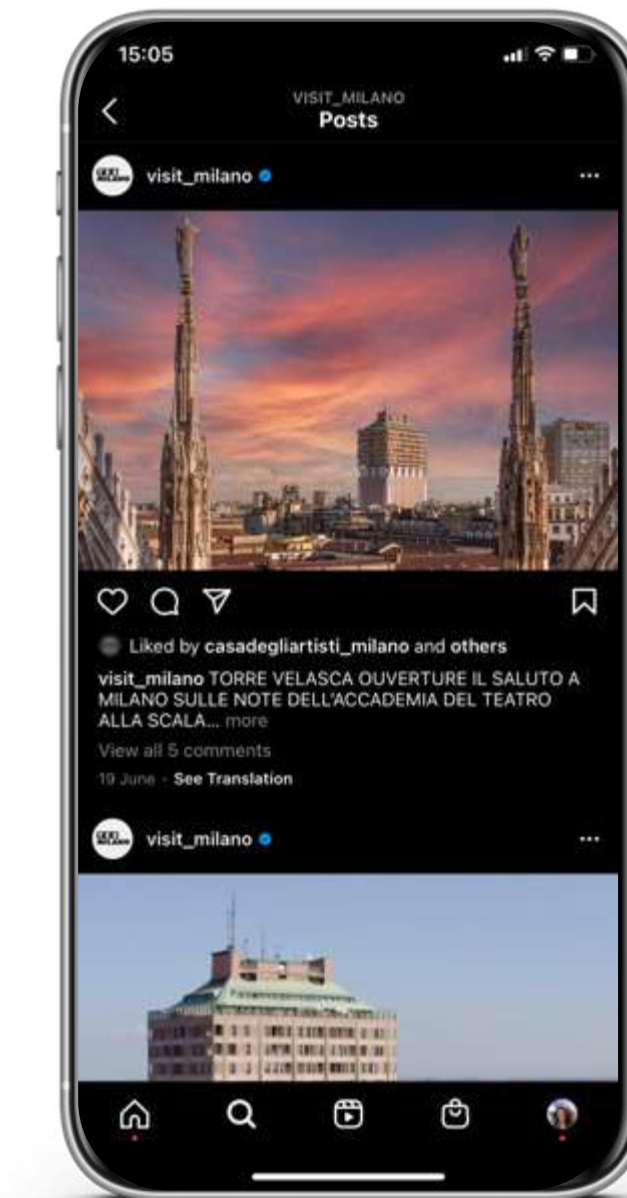 15:05
VISIT_MILANO
Posts
visit_milano
Liked by casadegliartisti_milano and others
visit_milano TORRE VELASCA OUVERTURE IL SALUTO A
MILANO SULLE NOTE DELL'ACCADEMIA DEL TEATRO
ALLA SCALA... more
View all 5 comments
19 June - See Translation
visit_milano